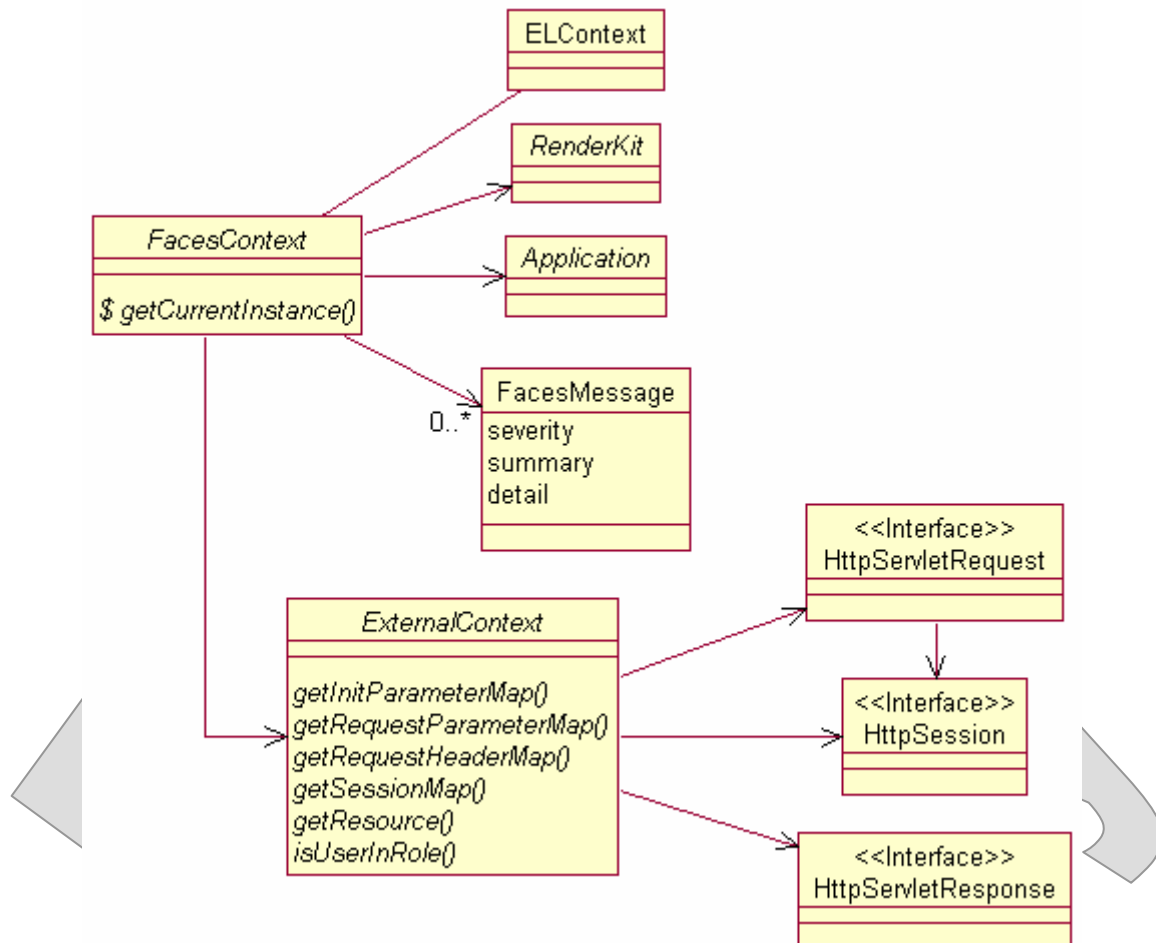 ELContext
RenderKit
FacesContext
$ getCurrentInstance()
Application
FacesMessage
0..*
severity
summary
detail
<<Interface>>
HttpServletRequest
ExternalContext
getInitParameterMap()
getRequestParameterMap()
getRequestHeaderMap()
getSessionMap()
getResource()
isUserInRole()
<<Interface>>
HttpSession
<<Interface>>
HttpServletResponse